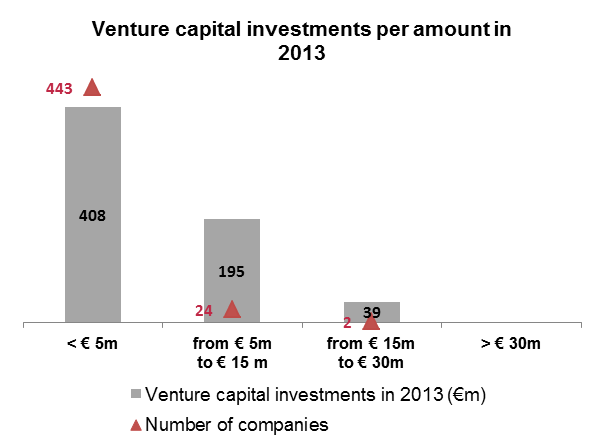 Venture capital investments per amount in
2013
443
408
195
24
39
2
< € 5m
from € 5m
to € 15 m
from € 15m
to € 30m
> € 30m
Venture capital investments in 2013 (€m)
Number of companies